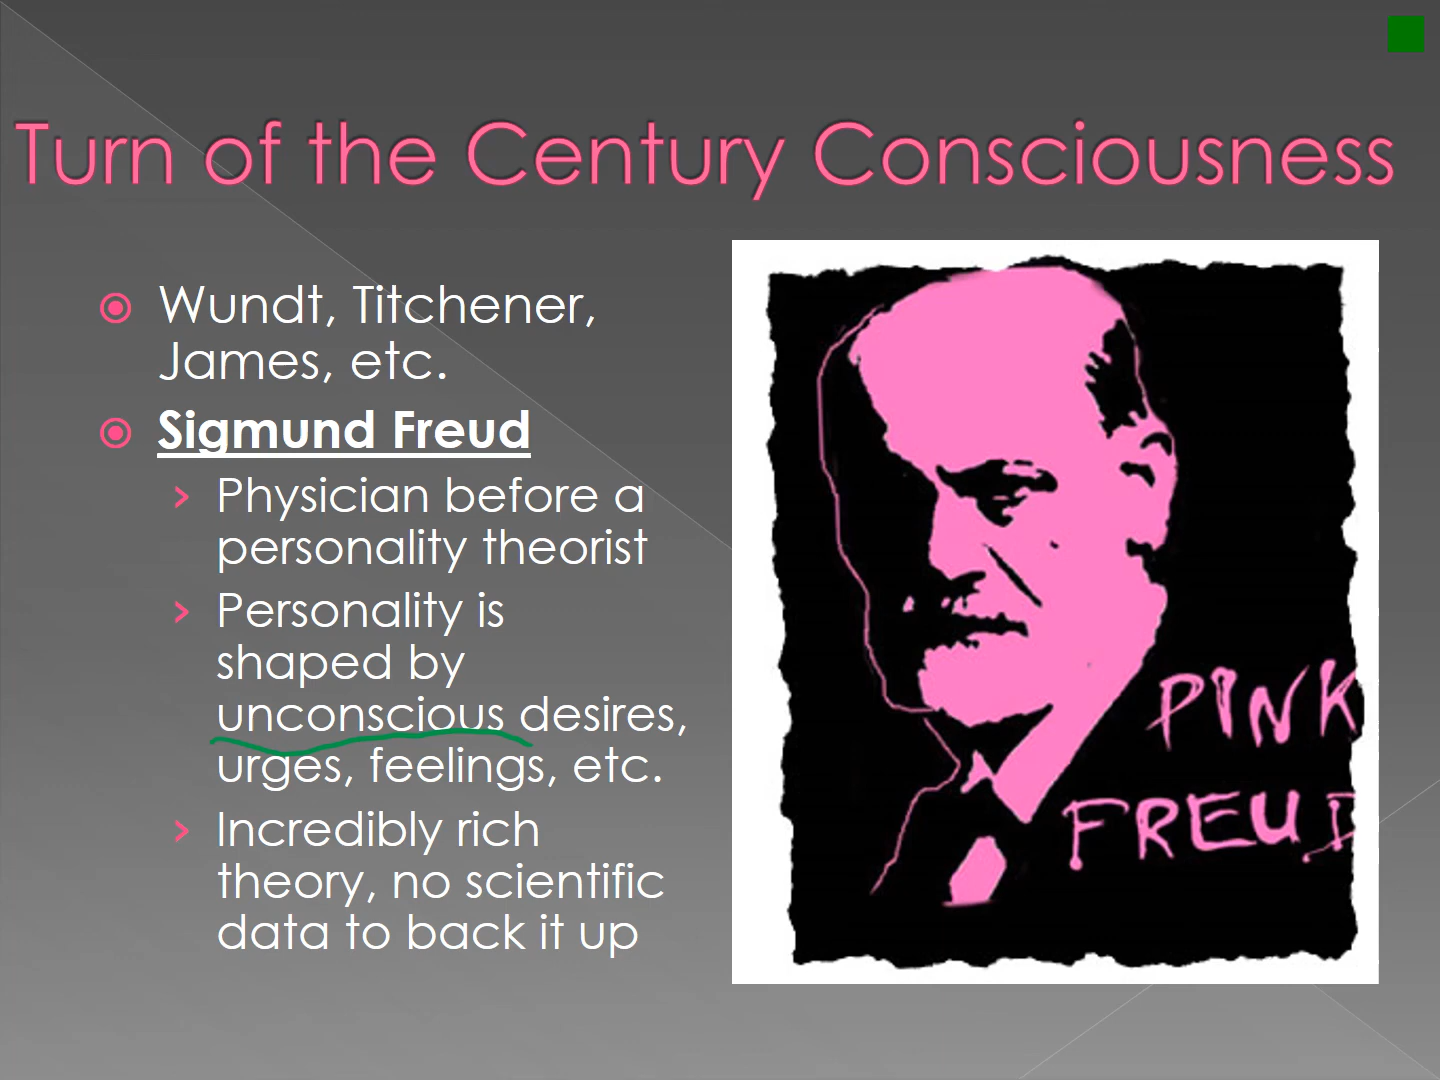 Turn of the Century Consciousness
Wundt, Titchener,
James, etc.
Sigmund Freud
Physician before a
personality theorist
Personality is
shaped by
unconscious desires,
urges, feelings, etc.
Incredibly rich
theory, no scientific
data to back it up
PINK
FREUD